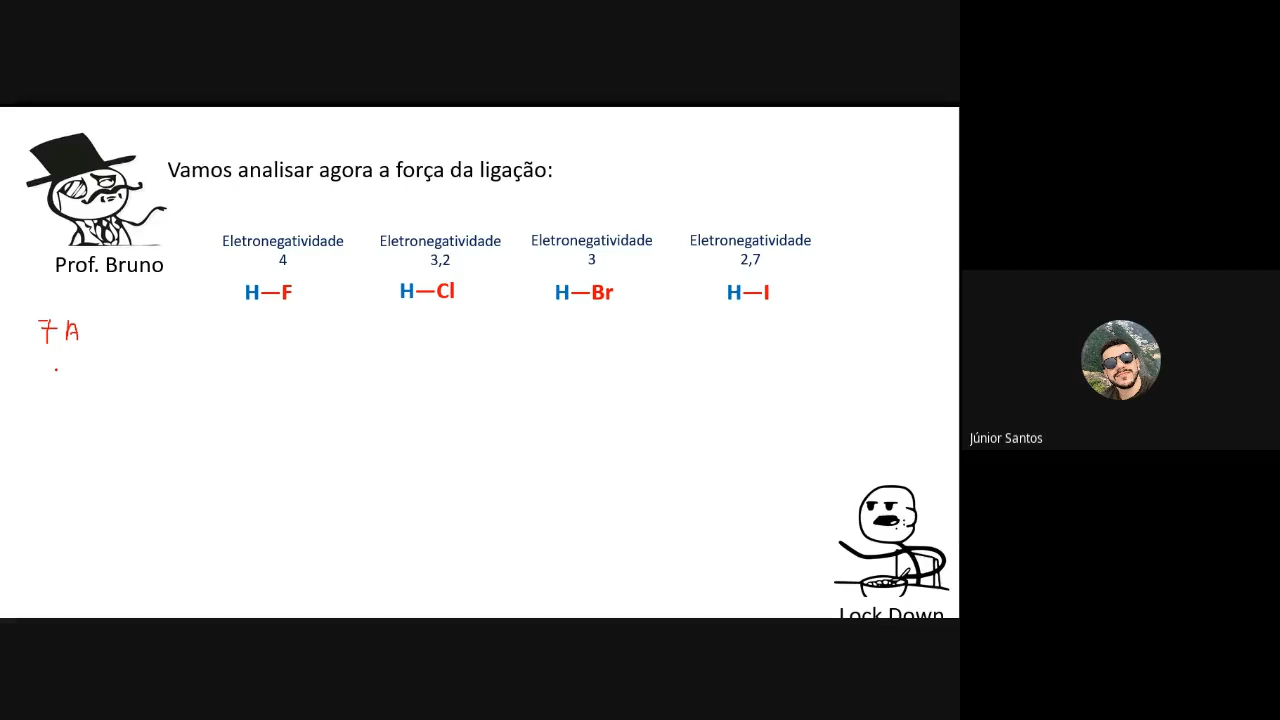 Vamos analisar agora a força da ligação:
Eletronegatividade
4
H—F
Eletronegatividade
3,2
H—Cl
Eletronegatividade
3
H—Br
Eletronegatividade
2,7
H—I
Prof. Bruno
7A
Lock Down
Júnior Santos